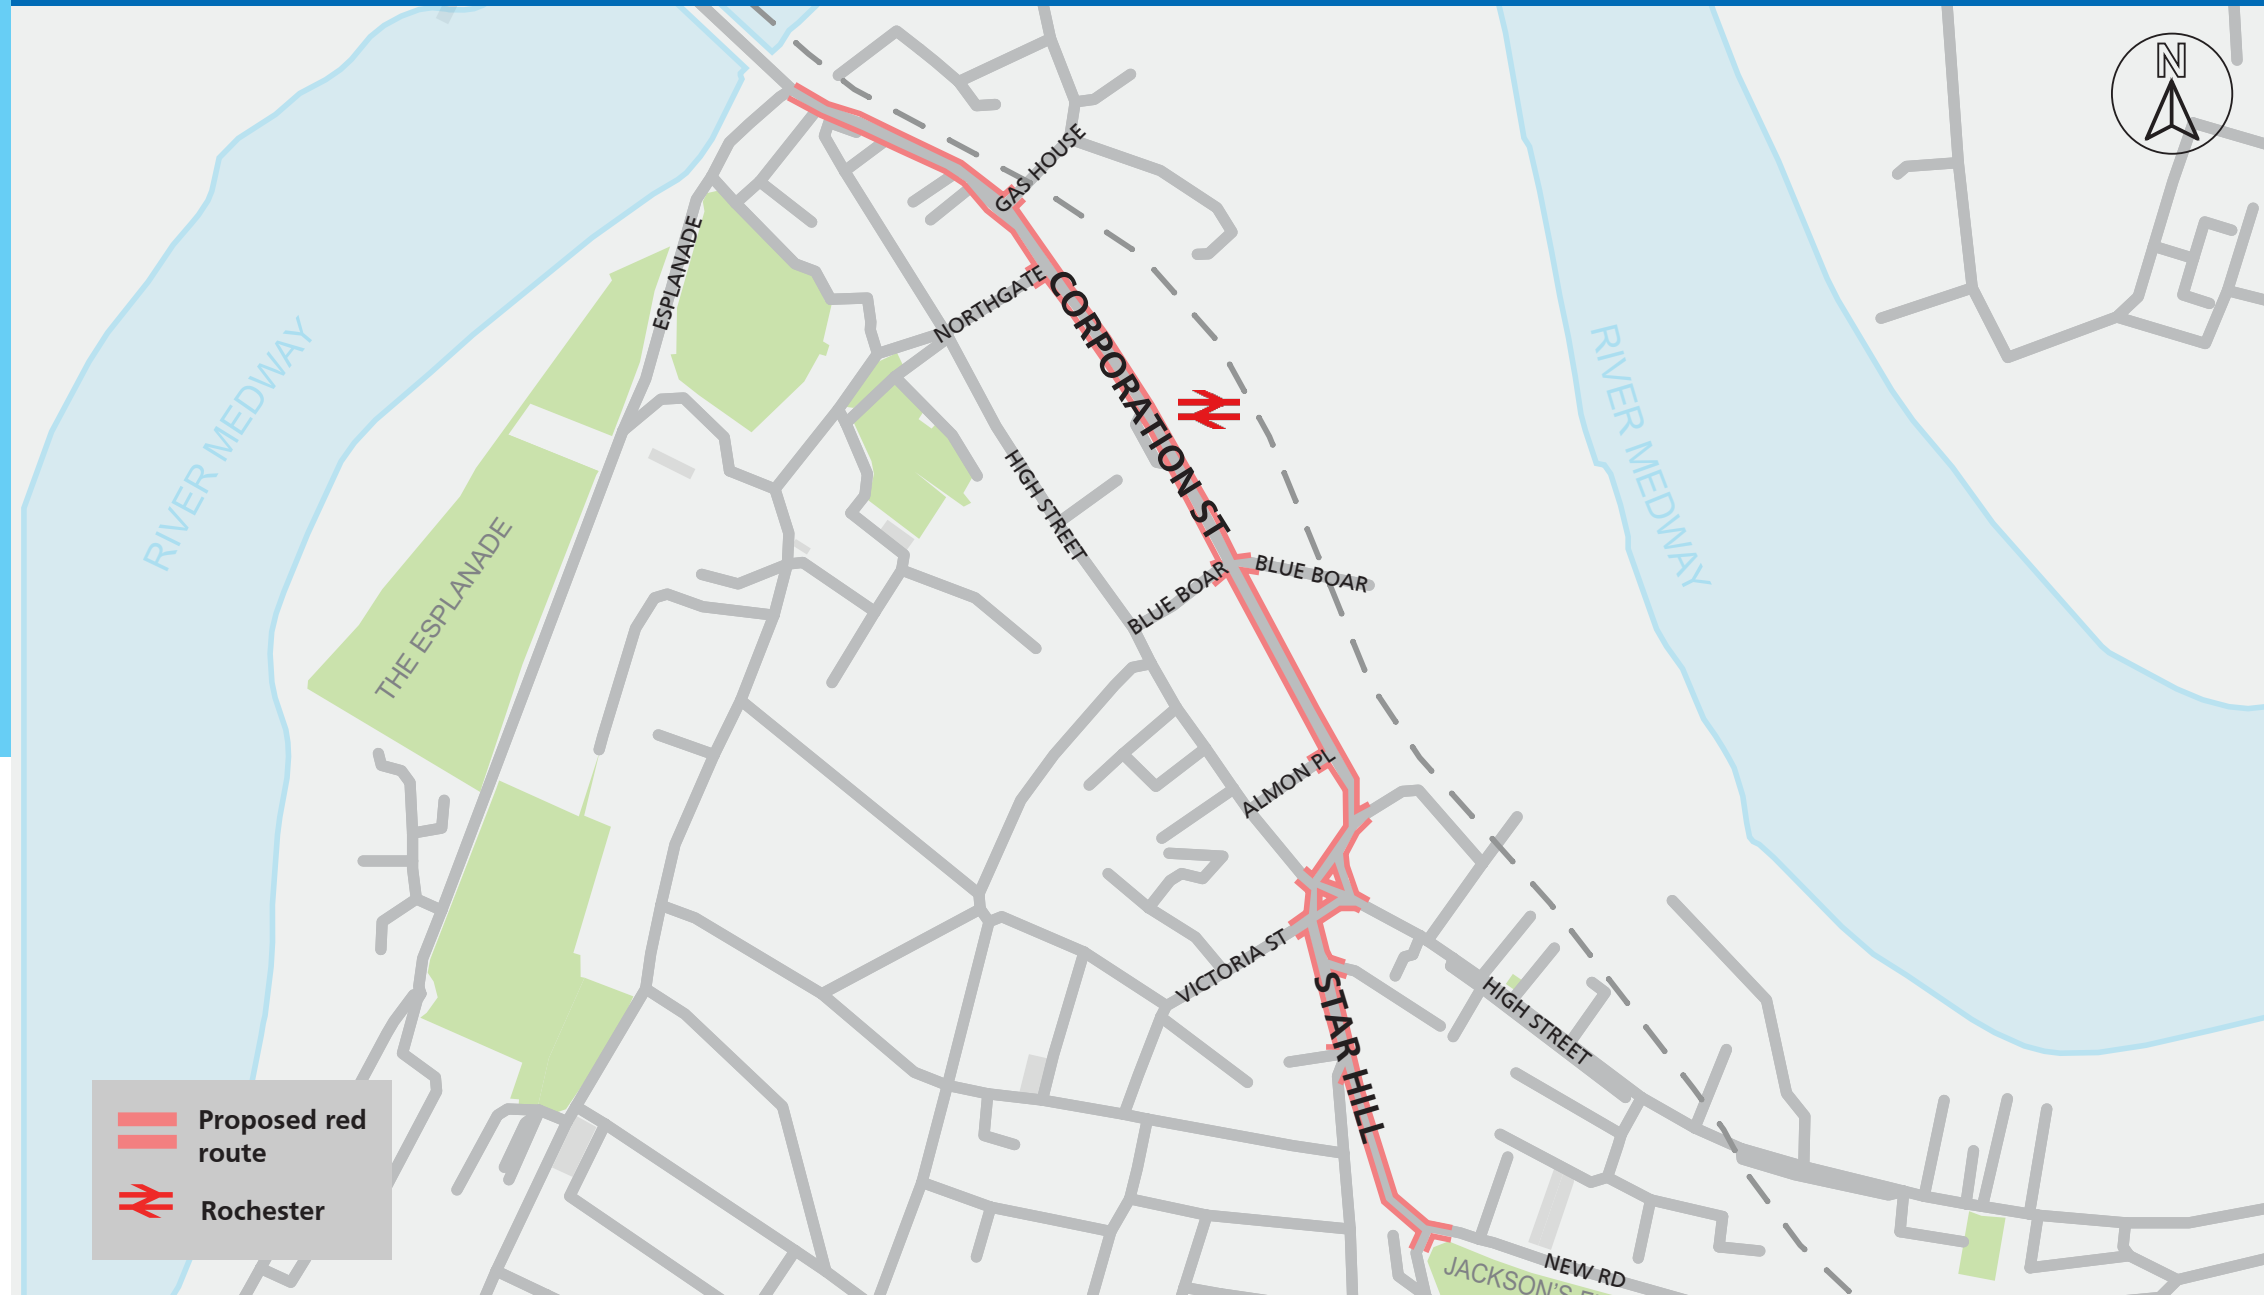 N
GAS HOUSE
ESPLANADE
NORTHGATE
CORPORATION ST
RIVER MEDWAY
RIVER MEDWAY
HIGH STREET
THE ESPLANADE
BLUE BOAR
BLUE BOAR
ALMON PL
VICTORIA ST
STAR HILL
HIGH STREET
Proposed red
route
Rochester
NEW RD
JACKSON'S